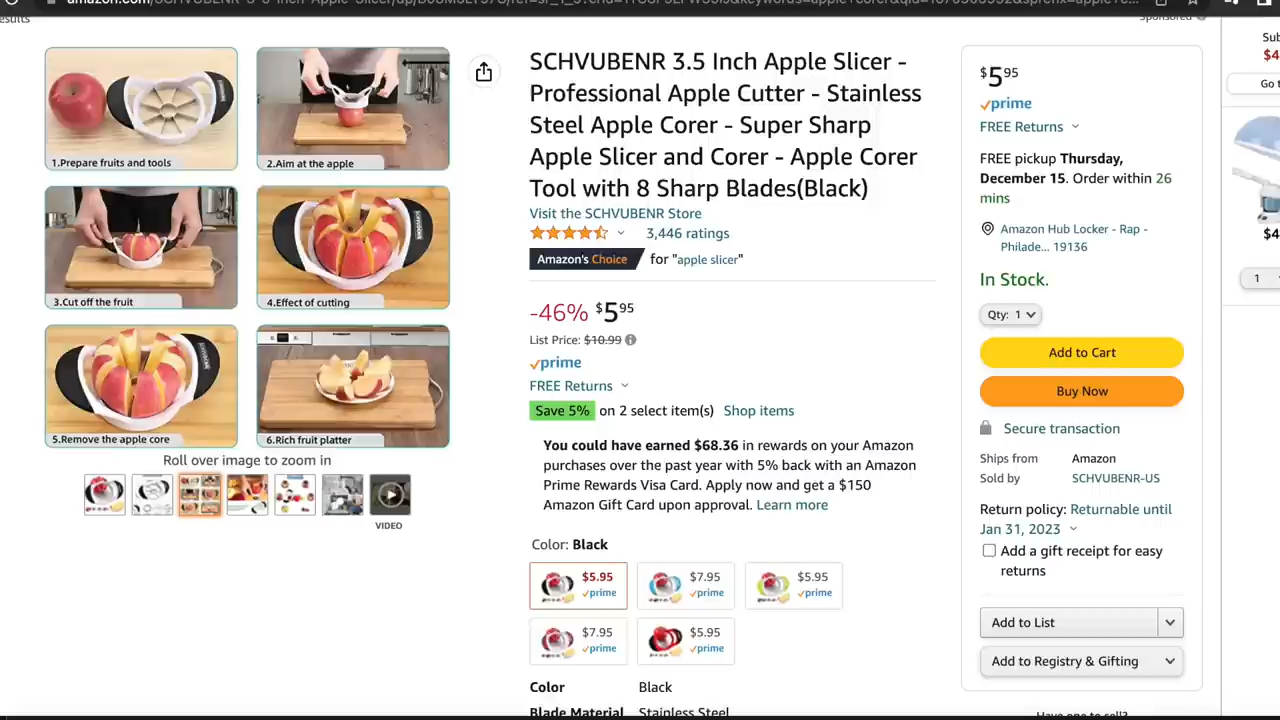 esults
Sponsored
1.Prepare fruits and tools
2.Aim at the apple
3.Cut off the fruit
4.Effect of cutting
5.Remove the apple core
6.Rich fruit platter
Roll over image to zoom in
VIDEO
SCHVUBENR 3.5 Inch Apple Slicer -
Professional Apple Cutter - Stainless
Steel Apple Corer - Super Sharp
Apple Slicer and Corer - Apple Corer
Tool with 8 Sharp Blades(Black)
Visit the SCHVUBENR Store
3,446 ratings
Amazon's Choice for "apple slicer"
-46% $5 95
List Price: $10.99
prime
FREE Returns
Save 5% on 2 select item(s) Shop items
You could have earned $68.36 in rewards on your Amazon
purchases over the past year with 5% back with an Amazon
Prime Rewards Visa Card. Apply now and get a $150
Amazon Gift Card upon approval. Learn more
Color: Black
$5.95 prime
$7.95 prime
$5.95 prime
$7.95 prime
$5.95 prime
Color Black
Blade Material Stainless Steel
$5 95
prime
FREE Returns
FREE pickup Thursday,
December 15. Order within 26
mins
Amazon Hub Locker - Rap -
Philade... 19136
In Stock.
Qty: 1
Add to Cart
Buy Now
Secure transaction
Ships from Amazon
Sold by SCHVUBENR-US
Return policy: Returnable until
Jan 31, 2023
Add a gift receipt for easy
returns
Add to List
Add to Registry & Gifting
Have one to sell?
Sub
$4
Go t
$4
1